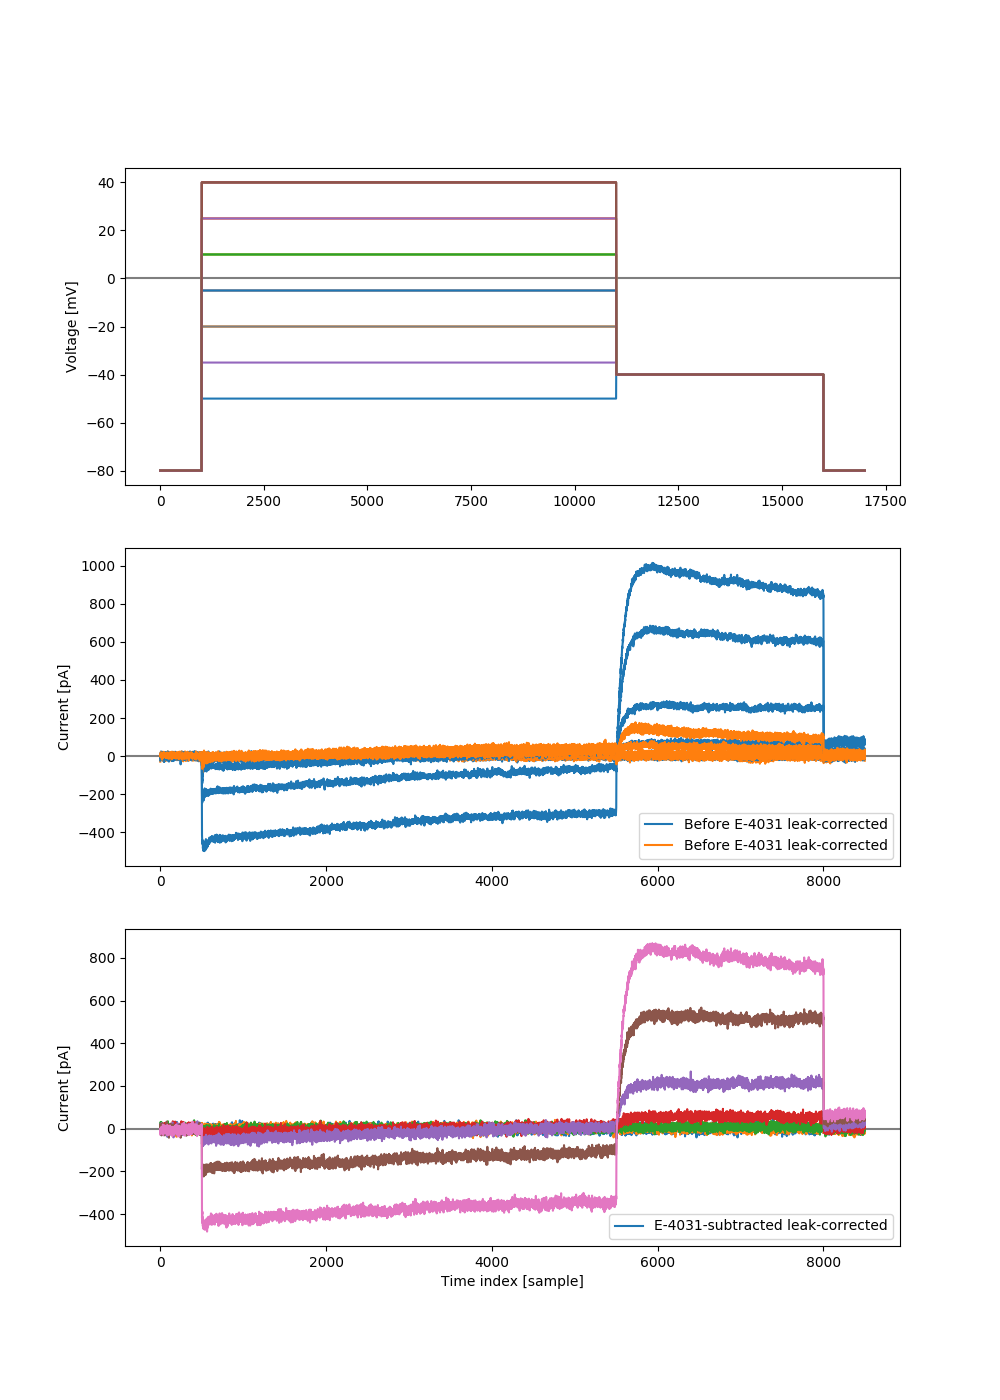 40
20
0
−20
−40
−60
−80
Voltage [mV]
0 2500 5000 7500 10000 12500 15000 17500
1000
800
600
400
200
0
−200
−400
Current [pA]
Before E-4031 leak-corrected
Before E-4031 leak-corrected
0 2000 4000 6000 8000
800
600
400
200
0
−200
−400
Current [pA]
E-4031-subtracted leak-corrected
0 2000 4000 6000 8000
Time index [sample]